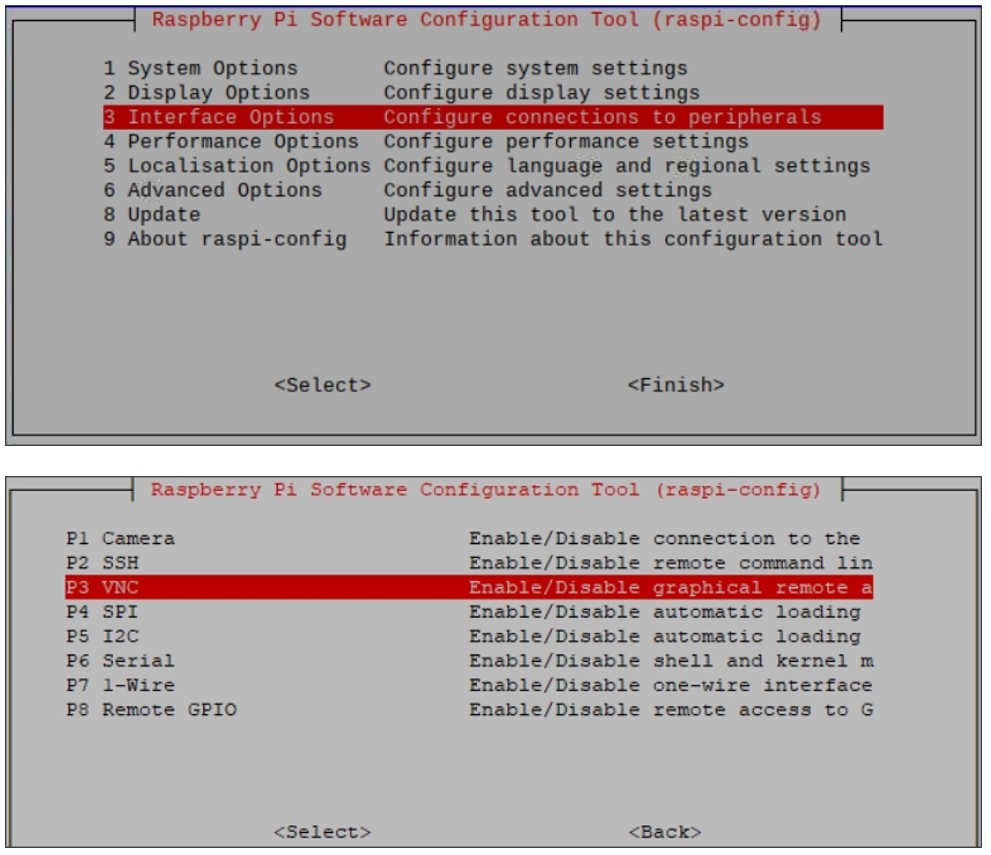 Raspberry Pi Software Configuration Tool (raspi-config)
1 System Options Configure system settings
2 Display Options Configure display settings
3 Interface Options Configure connections to peripherals
4 Performance Options Configure performance settings
5 Localisation Options Configure language and regional settings
6 Advanced Options Configure advanced settings
8 Update Update this tool to the latest version
9 About raspi-config Information about this configuration tool
<Select> <Finish>
Raspberry Pi Software Configuration Tool (raspi-config)
P1 Camera Enable/Disable connection to the
P2 SSH Enable/Disable remote command lin
P3 VNC Enable/Disable graphical remote a
P4 SPI Enable/Disable automatic loading
P5 I2C Enable/Disable automatic loading
P6 Serial Enable/Disable shell and kernel m
P7 1-Wire Enable/Disable one-wire interface
P8 Remote GPIO Enable/Disable remote access to G
<Select> <Back>